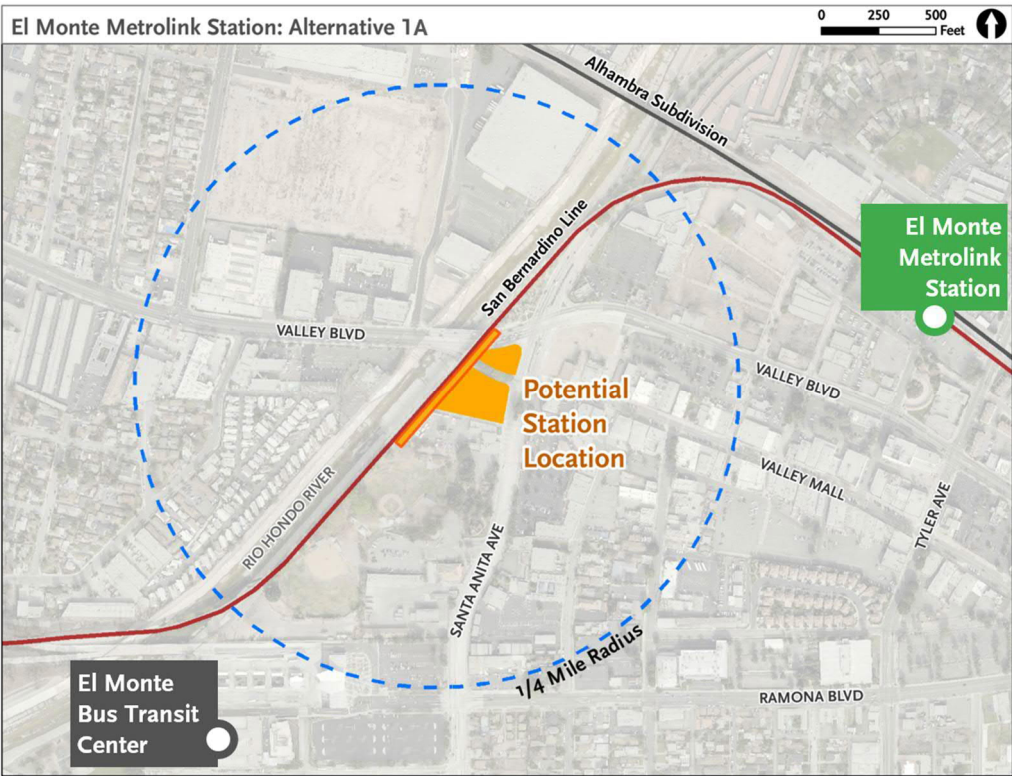 El Monte Metrolink Station: Alternative 1A
0 250 500
Feet
Alhambra Subdivision
San Bernardino Line
El Monte
Metrolink
Station
VALLEY BLVD
VALLEY BLVD
Potential
Station
Location
VALLEY MALL
RIO HONDO RIVER
TYLER AVE
SANTA ANITA AVE
1/4 Mile Radius
El Monte
Bus Transit
Center
RAMONA BLVD